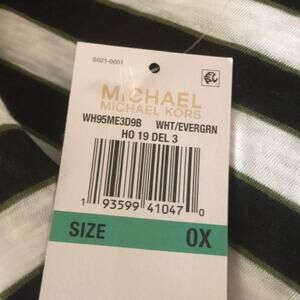 S021-0001
MICHAEL
MICHAEL KORS
WH95ME3D9B WHT/EVERGRN
HO 19 DEL 3
1 93599 41047 0
SIZE 0X